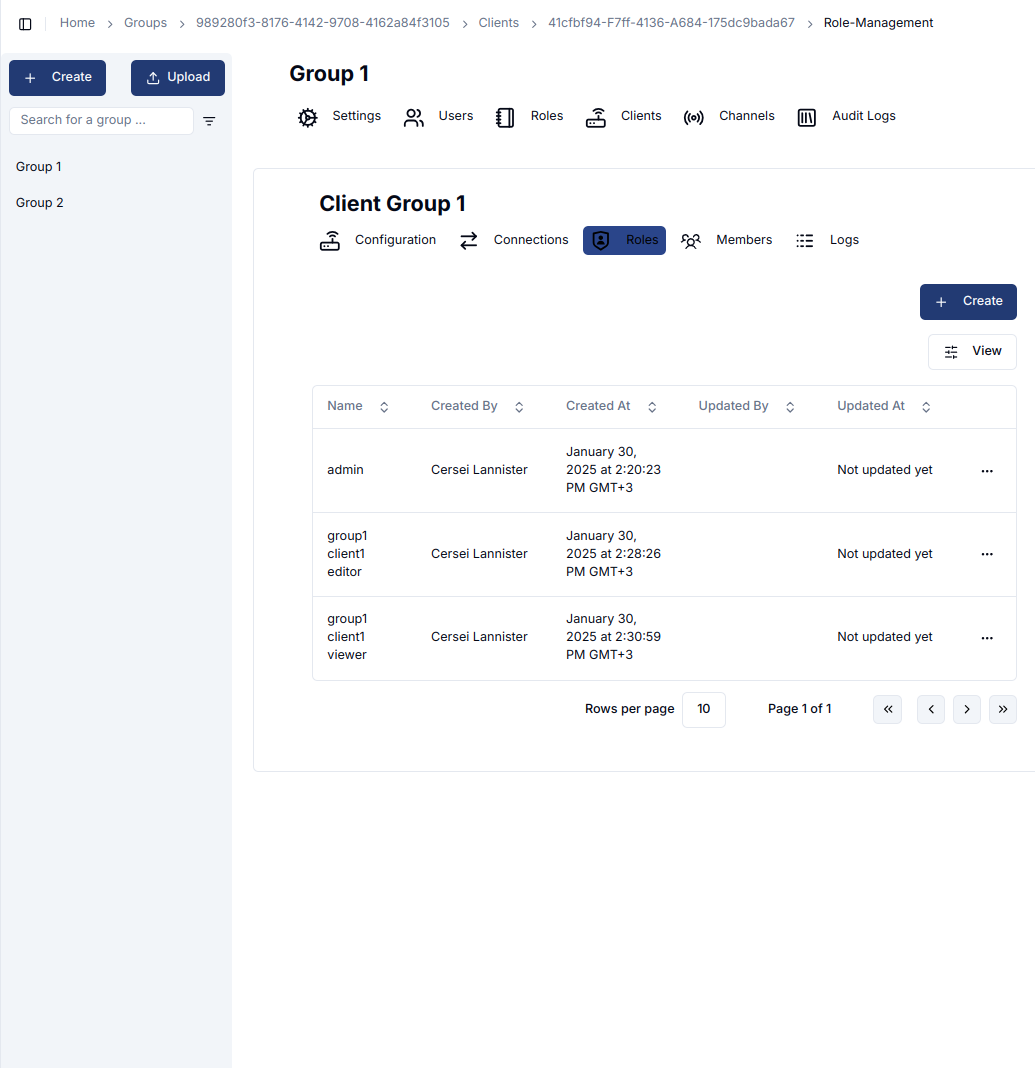 Home > Groups > 989280f3-8176-4142-9708-4162a84f3105 > Clients > 41cfbf94-F7ff-4136-A684-175dc9bada67 > Role-Management
Create Upload
Search for a group ...
Group 1
Group 2
Group 1
Settings Users Roles Clients Channels Audit Logs
Client Group 1
Configuration Connections Roles Members Logs
Create
View
Name Created By Created At Updated By Updated At
admin Cersei Lannister January 30, 2025 at 2:20:23 PM GMT+3 Not updated yet ...
group1 client1 editor Cersei Lannister January 30, 2025 at 2:28:26 PM GMT+3 Not updated yet ...
group1 client1 viewer Cersei Lannister January 30, 2025 at 2:30:59 PM GMT+3 Not updated yet ...
Rows per page 10 Page 1 of 1